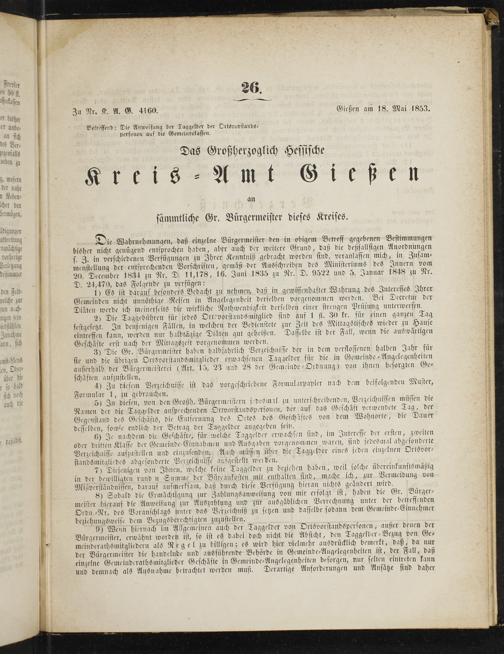 26.
Zu Nr. K. A. G. 4160.
Gießen am 18. Mai 1853.
Betreffend: Die Anweisung der Taggelder der Ortsvorstands-
personen auf die Gemeindekassen.
Das Großherzoglich Hessische
Kreis-Amt Gießen
an
sämmtliche Gr. Bürgermeister dieses Kreises.
Die Wahrnehmungen, daß einzelne Bürgermeister den in obigem Betreff gegebenen Bestimmungen
bisher nicht genügend entsprochen haben, aber auch der weitere Grund, daß die desfallsigen Anordnungen
s. Z. in verschiedenen Verfügungen zu Ihrer Kenntniß gebracht worden sind, veranlassen mich, in Zusam-
menstellung der entsprechenden Vorschriften, gemäß der Ausschreiben des Ministeriums des Innern vom
20. December 1834 zu Nr. D. 11,178, 16. Juni 1835 zu Nr. D. 9522 und 5. Januar 1848 zu Nr.
D. 24,470, das Folgende zu verfügen:
1) Es ist darauf besonders Bedacht zu nehmen, daß in gewissenhafter Wahrung des Interesses Ihrer
Gemeinden nicht unnöthige Reisen in Angelegenheit derselben vorgenommen werden. Bei Decretur der
Diäten werde ich meinerseits die wirkliche Nothwendigkeit derselben einer strengen Prüfung unterwerfen.
2) Die Taggebühren der Ortsvorstandsmitglieder sind auf 1 fl. 30 kr. für einen ganzen Tag
festgesetzt. In denjenigen Fällen, in welchen der Bedienstete zur Zeit des Mittagstisches wieder zu Hause
eintreffen kann, werden nur halbtägige Diäten gut geheißen. Dasselbe ist der Fall, wenn die auswärtigen
Geschäfte erst nach der Mittagszeit vorgenommen werden.
3) Die Gr. Bürgermeister haben halbjährlich Verzeichnisse der in dem verflossenen halben Jahr für
sie und die übrigen Ortsvorstandsmitglieder erwachsenen Taggelder für die in Gemeinde-Angelegenheiten
außerhalb der Bürgermeisterei (Art. 15, 23 und 28 der Gemeinde-Ordnung) von ihnen besorgten Ge-
schäften aufzustellen.
4) Zu diesem Verzeichnisse ist das vorgeschriebene Formularpapier nach dem beifolgenden Muster,
Formular 1, zu gebrauchen.
5) In diesen, von den Großh. Bürgermeistern jedesmal zu unterschreibenden, Verzeichnissen müssen die
Namen der die Taggelder ansprechenden Ortsvorstandspersonen, der auf das Geschäft verwendete Tag, der
Gegenstand des Geschäfts, die Entfernung des Ortes des Geschäftes von dem Wohnorte, die Dauer
desselben, sowie endlich der Betrag der Taggelder angegeben sein.
6) Je nachdem die Geschäfte, für welche Taggelder erwachsen sind, im Interesse der ersten, zweiten
oder dritten Klasse der Gemeinde-Einnahmen und Ausgaben vorgenommen waren, sind jedesmal abgesonderte
Verzeichnisse aufzustellen und einzusenden. Auch müssen über die Taggelder eines jeden einzelnen Ortsvor-
standsmitgliedes abgesonderte Verzeichnisse ausgestellt werden.
7) Diejenigen von Ihnen, welche keine Taggelder zu beziehen haben, weil solche übereinkunftsmäßig
in der bewilligten runden Summe der Büreaukosten mit enthalten sind, mache ich, zur Vermeidung von
Mißverständnissen, darauf aufmerksam, daß durch diese Verfügung hieran nichts geändert wird.
8) Sobald die Ermächtigung zur Zahlungsanweisung von mir erfolgt ist, haben die Gr. Bürger-
meister hierauf die Anweisung zur Auszahlung und zur ausgäblichen Verrechnung unter der betreffenden
Ordn.-Nr. des Voranschlags unter das Verzeichniß zu setzen und dasselbe sodann dem Gemeinde-Einnehmer
beziehungsweise dem Bezugsberechtigten zuzustellen.
9) Wenn hiernach im Allgemeinen auch der Taggelder von Ortsvorstandspersonen, außer denen der
Bürgermeister, erwähnt worden ist, so ist es dabei doch nicht die Absicht, den Taggelder-Bezug von Ge-
meinderathsmitgliedern als Regel zu billigen; es wird hier vielmehr ausdrücklich bemerkt, daß, da nur
der Bürgermeister die handelnde und ausführende Behörde in Gemeinde-Angelegenheiten ist, der Fall, daß
einzelne Gemeinderathsmitglieder Geschäfte in Gemeinde-Angelegenheiten besorgen, nur selten eintreten kann
und demnach als Ausnahme betrachtet werden muß. Derartige Anforderungen und Ansätze sind daher